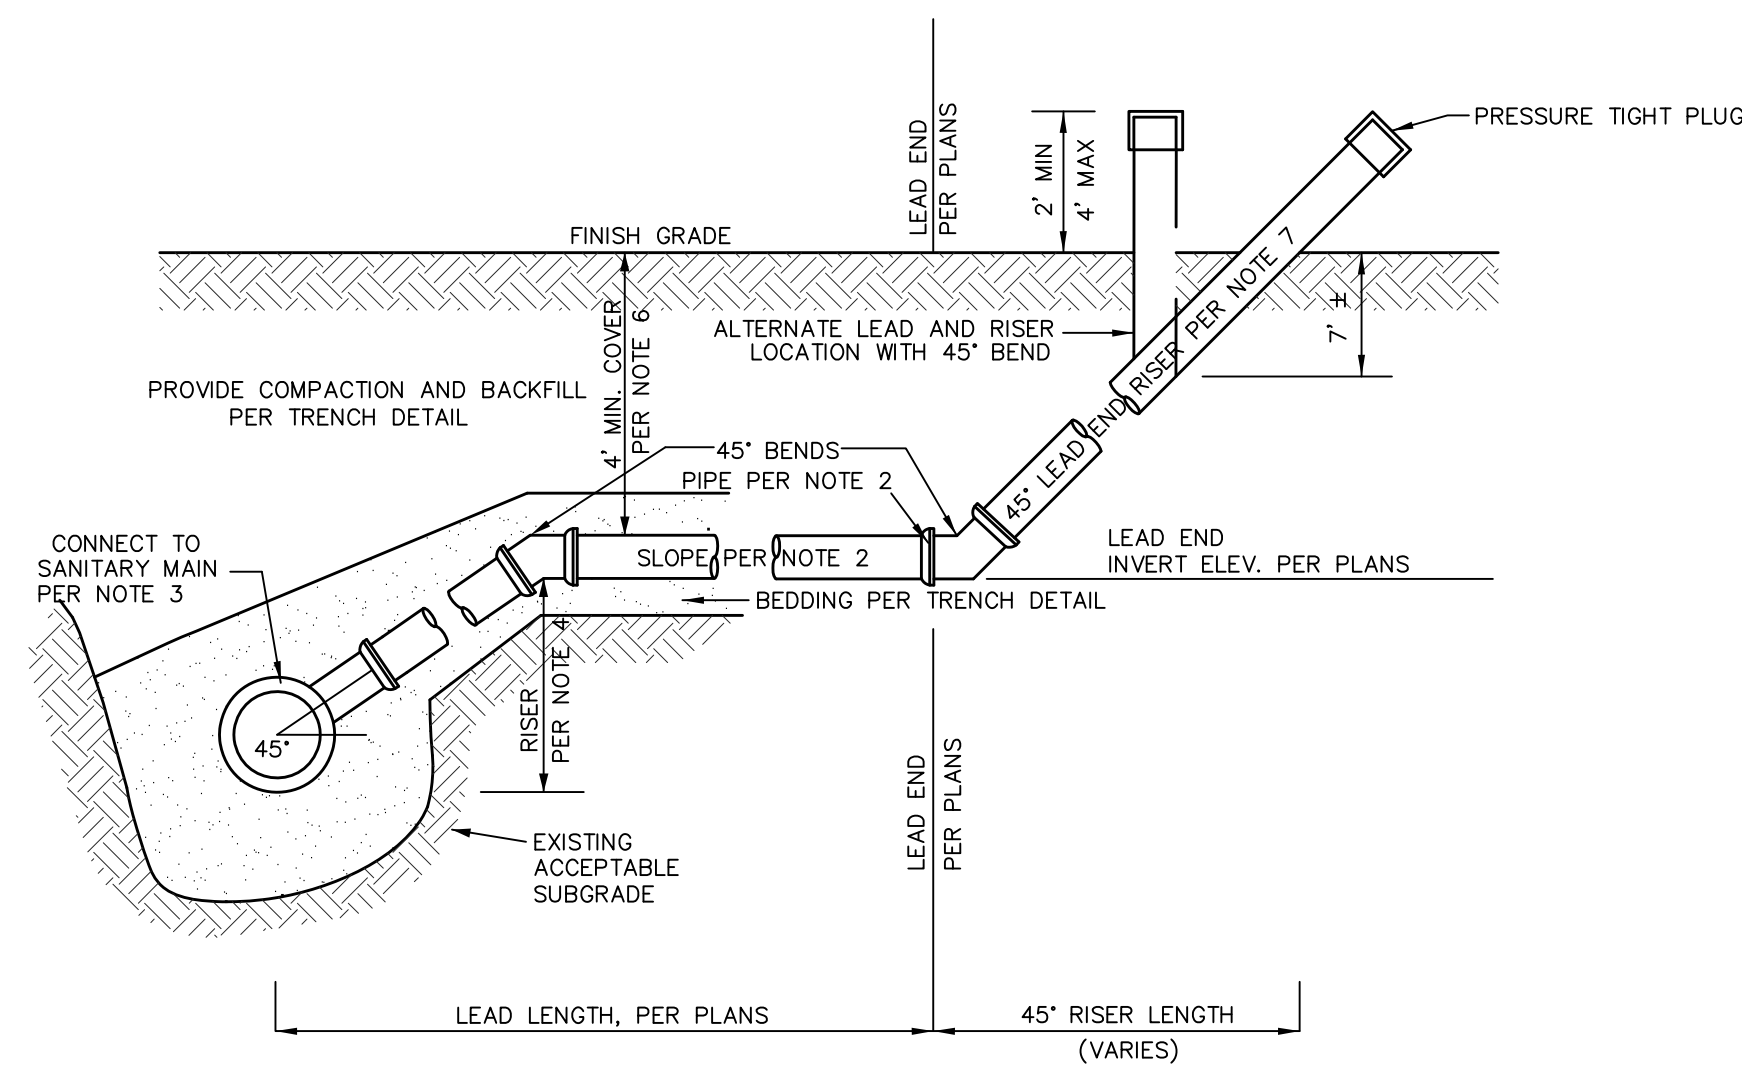 LEAD END
PER PLANS
2' MIN
4' MAX
PRESSURE TIGHT PLUG
FINISH GRADE
RISER PER NOTE 7
7' ±
4' MIN. COVER
PER NOTE 6
ALTERNATE LEAD AND RISER
LOCATION WITH 45° BEND
PROVIDE COMPACTION AND BACKFILL
PER TRENCH DETAIL
45° BENDS
PIPE PER NOTE 2
45° LEAD END
CONNECT TO
SANITARY MAIN
PER NOTE 3
SLOPE PER NOTE 2
LEAD END
INVERT ELEV. PER PLANS
BEDDING PER TRENCH DETAIL
RISER
PER NOTE 4
45°
LEAD END
PER PLANS
EXISTING
ACCEPTABLE
SUBGRADE
LEAD LENGTH, PER PLANS
45° RISER LENGTH
(VARIES)